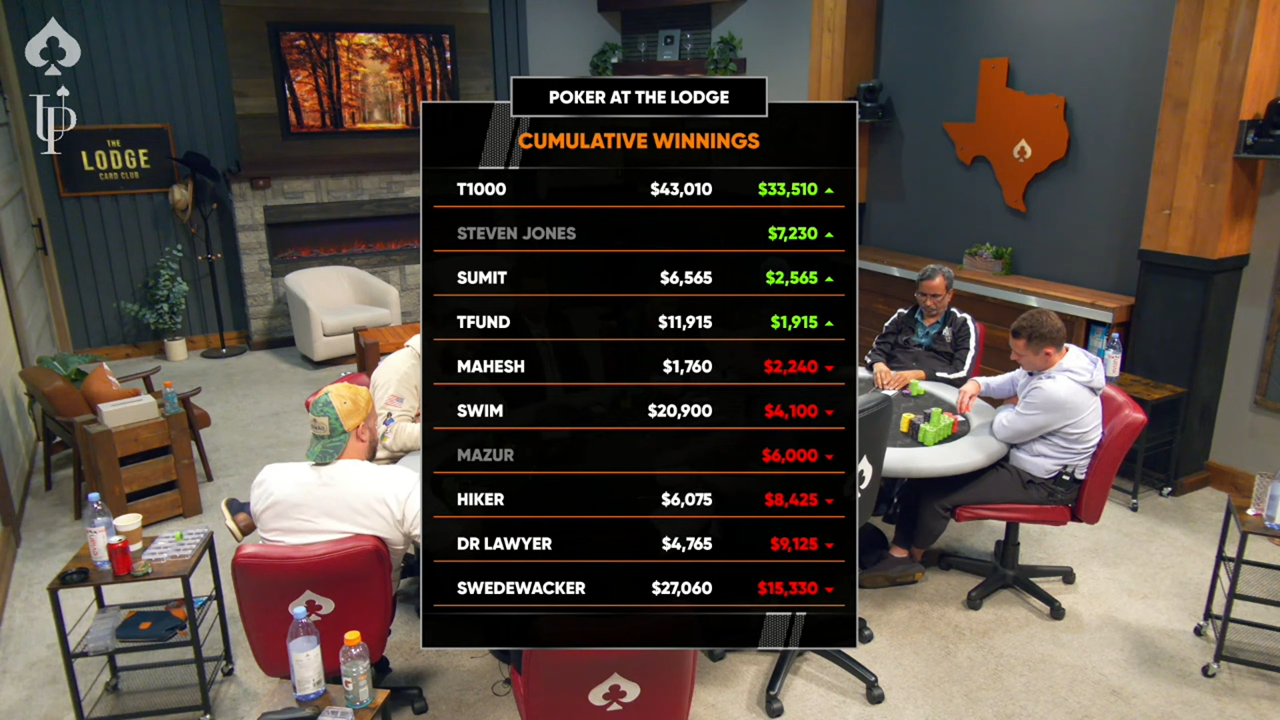 UP
THE
LODGE
CARD CLUB
POKER AT THE LODGE
CUMULATIVE WINNINGS
T1000 $43,010 $33,510
STEVEN JONES $7,230
SUMIT $6,565 $2,565
TFUND $11,915 $1,915
MAHESH $1,760 $2,240
SWIM $20,900 $4,100
MAZUR $6,000
HIKER $6,075 $8,425
DR LAWYER $4,765 $9,125
SWEDEWACKER $27,060 $15,330